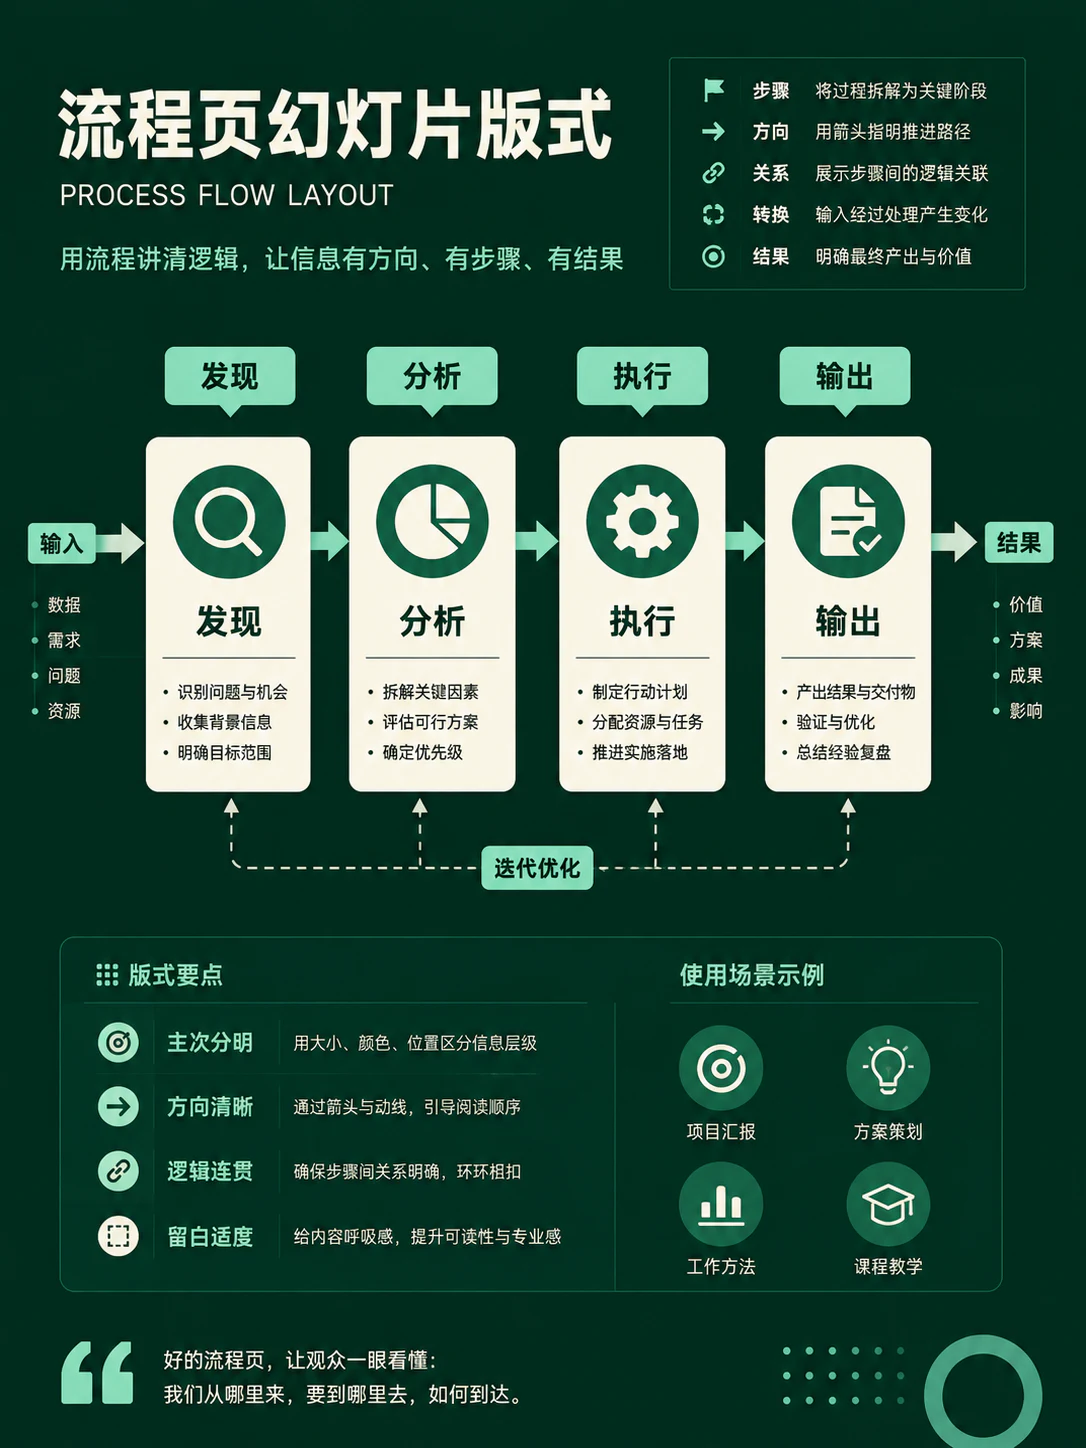 流程页幻灯片版式
PROCESS FLOW LAYOUT
用流程讲清逻辑，让信息有方向、有步骤、有结果
步骤 将过程拆解为关键阶段
方向 用箭头指明推进路径
关系 展示步骤间的逻辑关联
转换 输入经过处理产生变化
结果 明确最终产出与价值
发现
分析
执行
输出
输入
数据
需求
问题
资源
发现
• 识别问题与机会
• 收集背景信息
• 明确目标范围
分析
• 拆解关键因素
• 评估可行方案
• 确定优先级
执行
• 制定行动计划
• 分配资源与任务
• 推进实施落地
输出
• 产出结果与交付物
• 验证与优化
• 总结经验复盘
结果
价值
方案
成果
影响
迭代优化
版式要点
主次分明 用大小、颜色、位置区分信息层级
方向清晰 通过箭头与动线，引导阅读顺序
逻辑连贯 确保步骤间关系明确，环环相扣
留白适度 给内容呼吸感，提升可读性与专业感
使用场景示例
项目汇报
方案策划
工作方法
课程教学
好的流程页，让观众一眼看懂：
我们从哪里来，要到哪里去，如何到达。